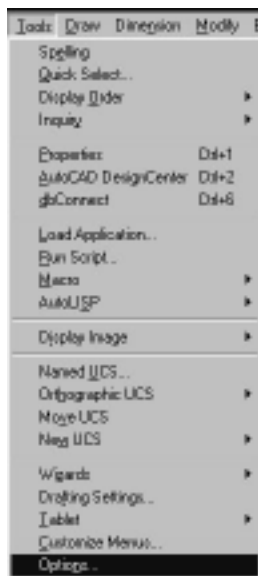 Tools Draw Dimension Modify
Spelling
Quick Select...
Display Order
Inquiry
Properties Ctrl+1
AutoCAD DesignCenter Ctrl+2
dbConnect Ctrl+6
Load Application...
Run Script...
Macro
AutoLISP
Display Image
Named UCS...
Orthographic UCS
Move UCS
New UCS
Wizards
Drafting Settings...
Tablet
Customize Menus...
Options...